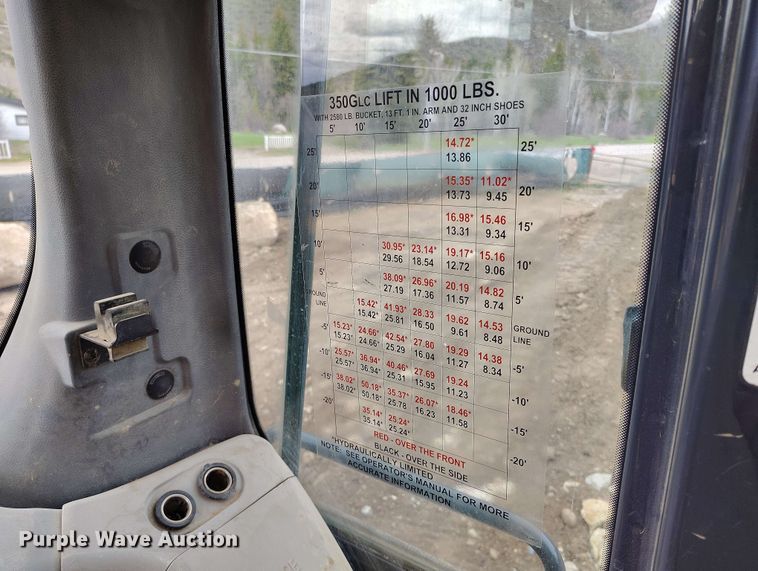 350GLC LIFT IN 1000 LBS.
WITH 2580 LB. BUCKET, 13 FT. 1 IN. ARM AND 32 INCH SHOES
5' 10' 15' 20' 25' 30'
25' 14.72* 25'
13.86
20' 15.35* 11.02* 20'
13.73 9.45
15' 16.98* 15.46 15'
13.31 9.34
10' 30.95* 23.14* 19.17* 15.16 10'
29.56 18.54 12.72 9.06
5' 38.09* 26.96* 20.19 14.82 5'
27.19 17.36 11.57 8.74
GROUND LINE 15.42* 41.93* 28.33 19.62 14.53 GROUND LINE
15.42* 25.81 16.50 9.61 8.48
-5' 15.23* 24.66* 42.54* 27.80 19.29 14.38 -5'
15.23* 24.66* 25.29 16.04 11.27 8.34
-10' 25.57* 36.94* 40.46* 27.69 19.24 -10'
25.57* 36.94* 25.31 15.95 11.23
-15' 38.02* 50.18* 35.37* 26.07* 18.46* -15'
38.02* 50.18* 25.78 16.23 11.58
-20' 35.14* 25.24* -20'
35.14* 25.24*
RED - OVER THE FRONT
BLACK - OVER THE SIDE
*HYDRAULICALLY LIMITED
NOTE: SEE OPERATOR'S MANUAL FOR MORE
ACCURATE INFORMATION.
Purple Wave Auction